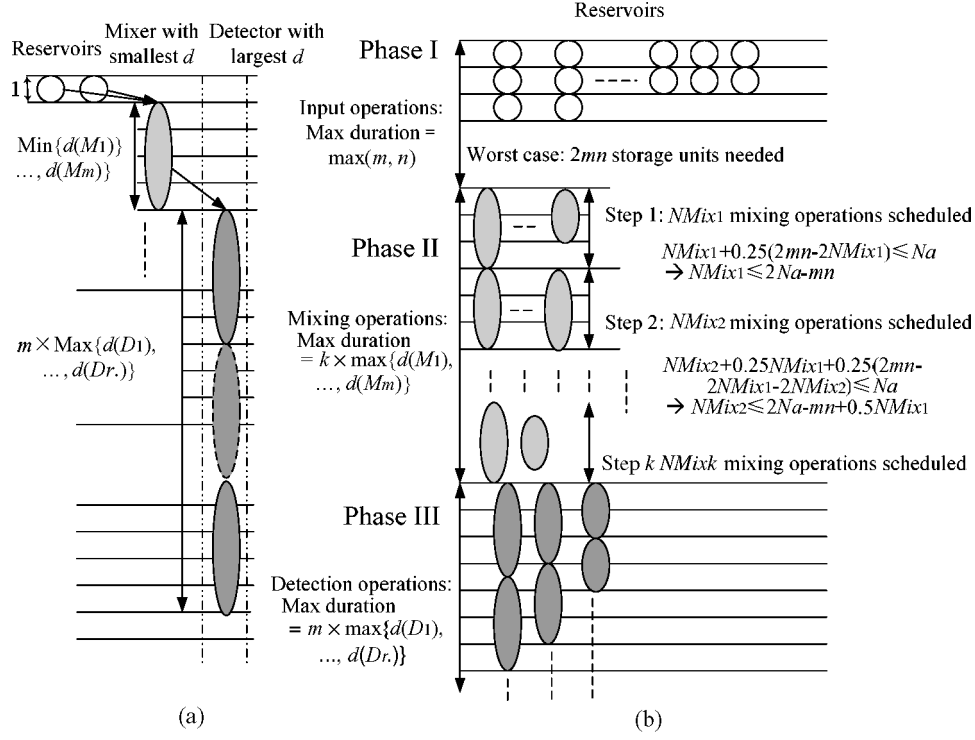 Reservoirs
Mixer with
smallest d
Detector with
largest d
1
Min{d(M1)
…, d(Mm)}
m × Max{d(D1),
…, d(Dr.)}
(a)
Reservoirs
Phase I
Input operations:
Max duration =
max(m, n)
Worst case: 2mn storage units needed
Phase II
Mixing operations:
Max duration
= k × max{d(M1),
…, d(Mm)}
Step 1: NMix1 mixing operations scheduled
NMix1+0.25(2mn-2NMix1)≤Na
→ NMix1≤2Na-mn
Step 2: NMix2 mixing operations scheduled
NMix2+0.25NMix1+0.25(2mn-
2NMix1-2NMix2)≤Na
→ NMix2≤2Na-mn+0.5NMix1
Step k NMixk mixing operations scheduled
Phase III
Detection operations:
Max duration
= m × max{d(D1),
…, d(Dr.)}
(b)